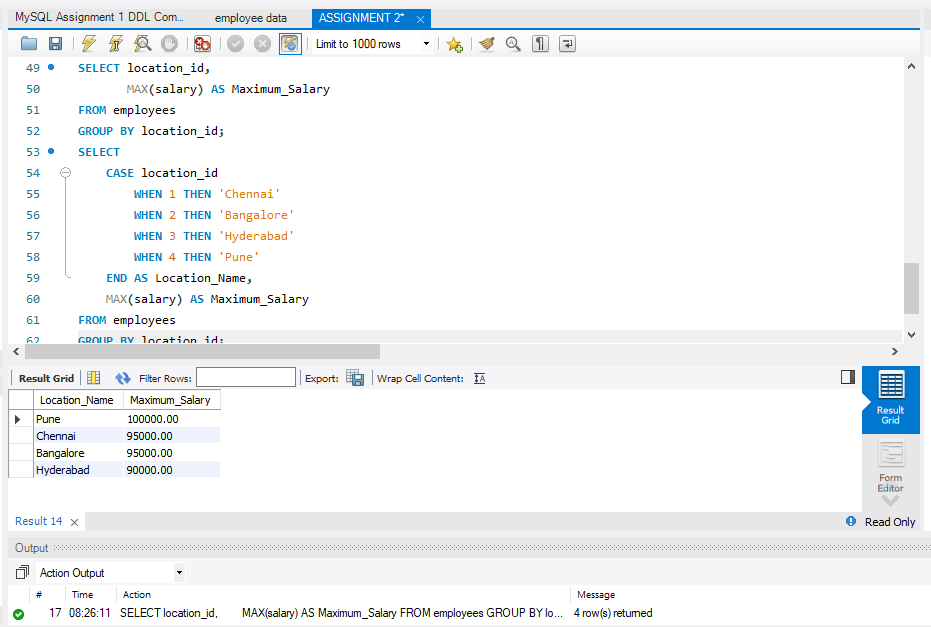 MySQL Assignment 1 DDL Com... employee data ASSIGNMENT 2* ×
Limit to 1000 rows
49 SELECT location_id,
50 MAX(salary) AS Maximum_Salary
51 FROM employees
52 GROUP BY location_id;
53 SELECT
54 CASE location_id
55 WHEN 1 THEN 'Chennai'
56 WHEN 2 THEN 'Bangalore'
57 WHEN 3 THEN 'Hyderabad'
58 WHEN 4 THEN 'Pune'
59 END AS Location_Name,
60 MAX(salary) AS Maximum_Salary
61 FROM employees
62 GROUP BY location_id;
Result Grid Filter Rows: Export: Wrap Cell Content: IA
Location_Name Maximum_Salary
Pune 100000.00
Chennai 95000.00
Bangalore 95000.00
Hyderabad 90000.00
Result Grid
Form Editor
Result 14 × Read Only
Output
Action Output
# Time Action Message
17 08:26:11 SELECT location_id, MAX(salary) AS Maximum_Salary FROM employees GROUP BY lo... 4 row(s) returned